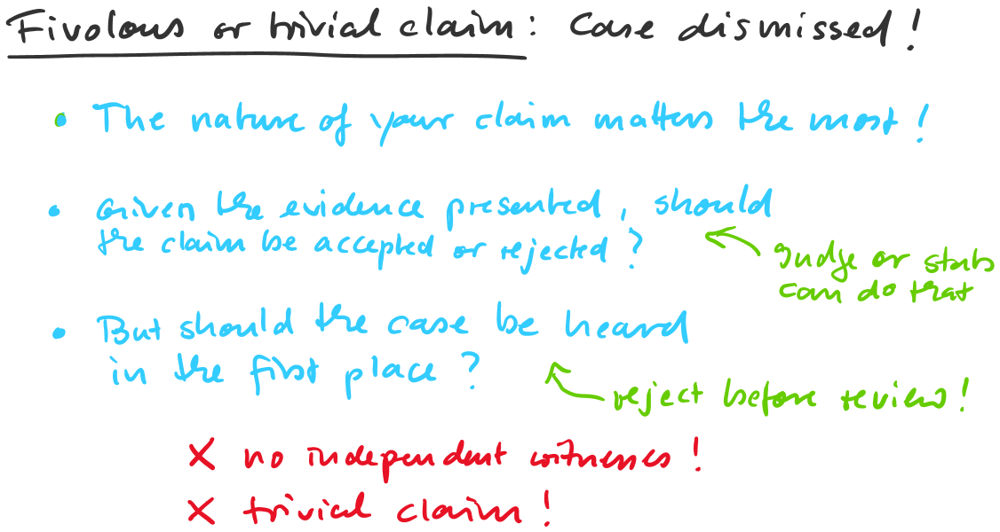 Fivolous or trivial claim: Case dismissed!
• The nature of your claim matters the most!
• Given the evidence presented, should
the claim be accepted or rejected?
Judge or stats
can do that
• But should the case be heard
in the first place?
reject before review!
X no independent witnesses!
X trivial claim!